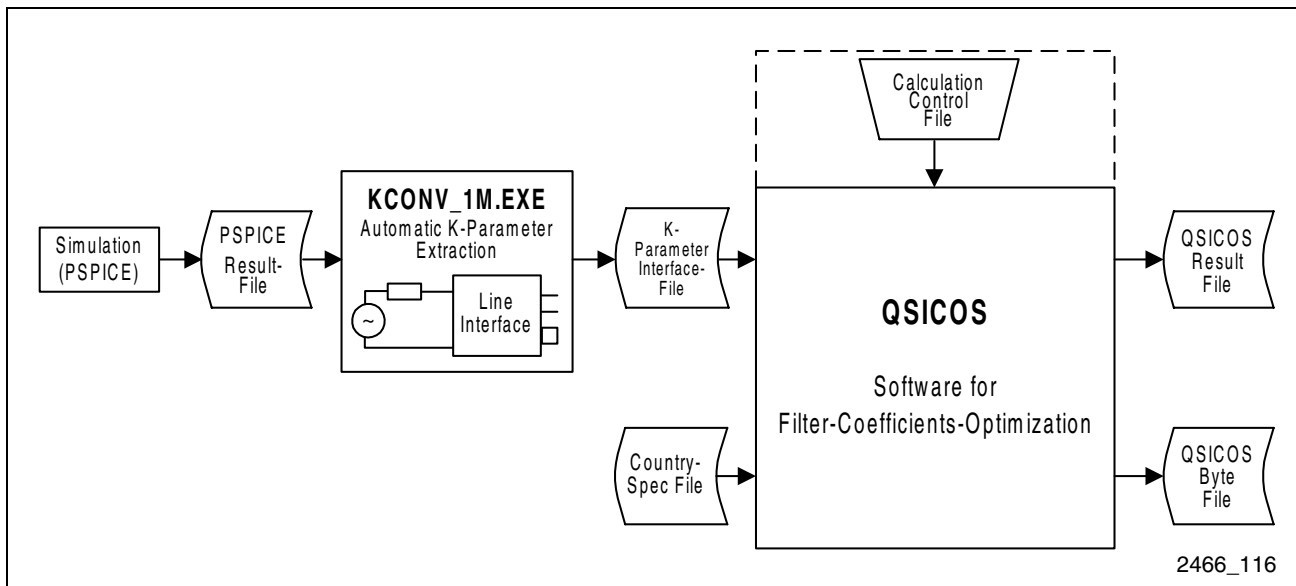 Calculation
Control
File
Simulation
(PSPICE)
PSPICE
Result-
File
KCONV_1M.EXE
Automatic K-Parameter
Extraction
~
Line
Interface
K-
Parameter
Interface-
File
QSICOS
Software for
Filter-Coefficients-Optimization
Country-
Spec File
QSICOS
Result
File
QSICOS
Byte
File
2466_116